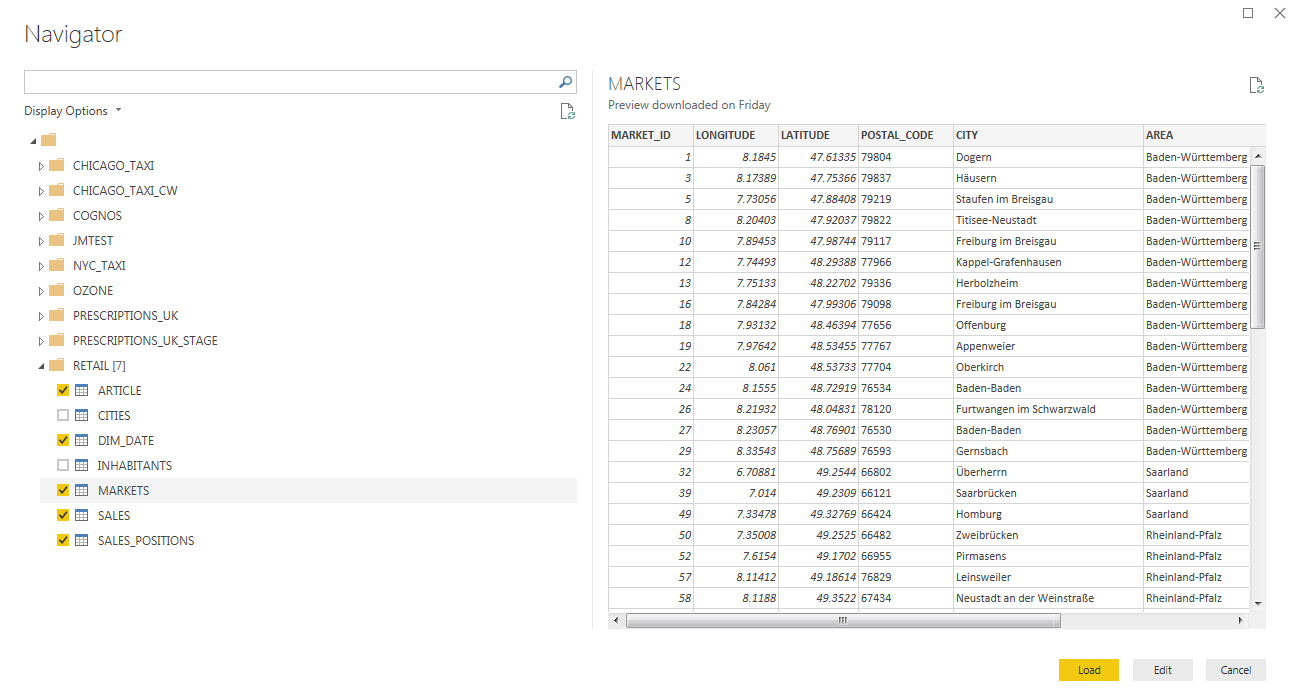 Navigator
Display Options
CHICAGO_TAXI
CHICAGO_TAXI_CW
COGNOS
JMTEST
NYC_TAXI
OZONE
PRESCRIPTIONS_UK
PRESCRIPTIONS_UK_STAGE
RETAIL [7]
ARTICLE
CITIES
DIM_DATE
INHABITANTS
MARKETS
SALES
SALES_POSITIONS
MARKETS
Preview downloaded on Friday
MARKET_ID LONGITUDE LATITUDE POSTAL_CODE CITY AREA
1 8.1845 47.61335 79804 Dogern Baden-Württemberg
3 8.17389 47.75366 79837 Häusern Baden-Württemberg
5 7.73056 47.88408 79219 Staufen im Breisgau Baden-Württemberg
8 8.20403 47.92037 79822 Titisee-Neustadt Baden-Württemberg
10 7.89453 47.98744 79117 Freiburg im Breisgau Baden-Württemberg
12 7.74493 48.29388 77966 Kappel-Grafenhausen Baden-Württemberg
13 7.75133 48.22702 79336 Herbolzheim Baden-Württemberg
16 7.84284 47.99306 79098 Freiburg im Breisgau Baden-Württemberg
18 7.93132 48.46394 77656 Offenburg Baden-Württemberg
19 7.97642 48.53455 77767 Appenweier Baden-Württemberg
22 8.061 48.53733 77704 Oberkirch Baden-Württemberg
24 8.1555 48.72919 76534 Baden-Baden Baden-Württemberg
26 8.21932 48.04831 78120 Furtwangen im Schwarzwald Baden-Württemberg
27 8.23057 48.76901 76530 Baden-Baden Baden-Württemberg
29 8.33543 48.75689 76593 Gernsbach Baden-Württemberg
32 6.70881 49.2544 66802 Überherrn Saarland
39 7.014 49.2309 66121 Saarbrücken Saarland
49 7.33478 49.32769 66424 Homburg Saarland
50 7.35008 49.2525 66482 Zweibrücken Rheinland-Pfalz
52 7.6154 49.1702 66955 Pirmasens Rheinland-Pfalz
57 8.11412 49.18614 76829 Leinsweiler Rheinland-Pfalz
58 8.1188 49.3522 67434 Neustadt an der Weinstraße Rheinland-Pfalz
Load Edit Cancel